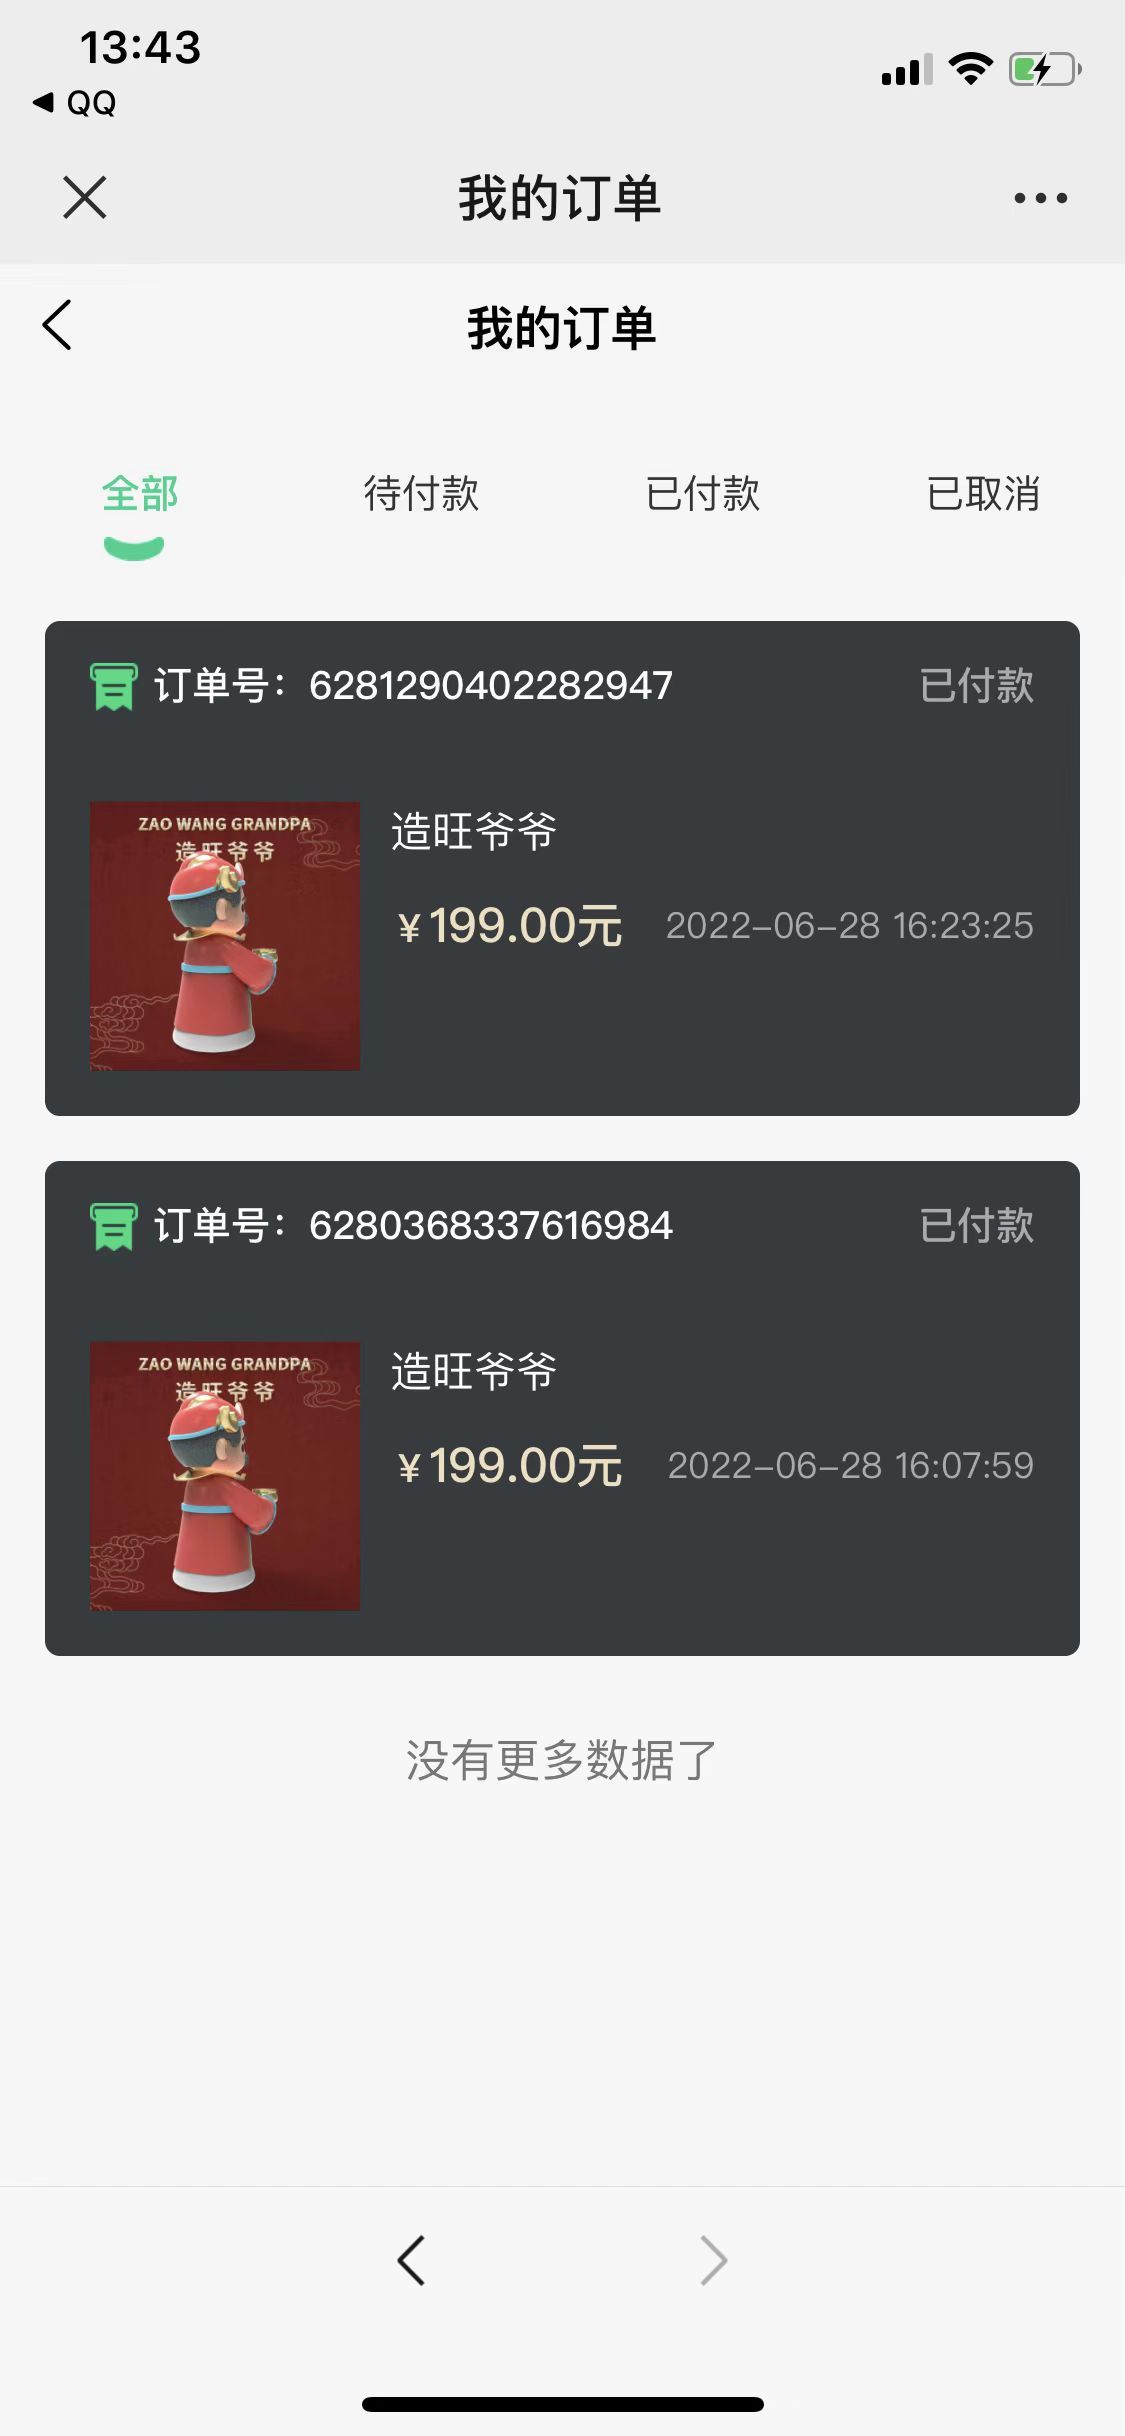 13:43
QQ
我的订单
我的订单
全部 待付款 已付款 已取消
订单号：6281290402282947 已付款
ZAO WANG GRANDPA
造旺爷爷
造旺爷爷
¥199.00元 2022-06-28 16:23:25
订单号：6280368337616984 已付款
ZAO WANG GRANDPA
造旺爷爷
造旺爷爷
¥199.00元 2022-06-28 16:07:59
没有更多数据了